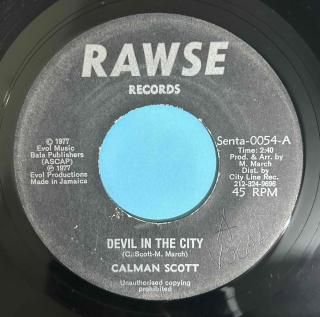 RAWSE
RECORDS
© 1977
Evol Music
Bala Publishers
(ASCAP)
℗ 1977
Evol Productions
Made in Jamaica
Senta-0054-A
Time: 2:40
Prod. & Arr. by
M. March
Dist. by
City Line Rec.
212-324-9696
45 RPM
DEVIL IN THE CITY
(C. Scott-M. March)
CALMAN SCOTT
Unauthorised copying
prohibited